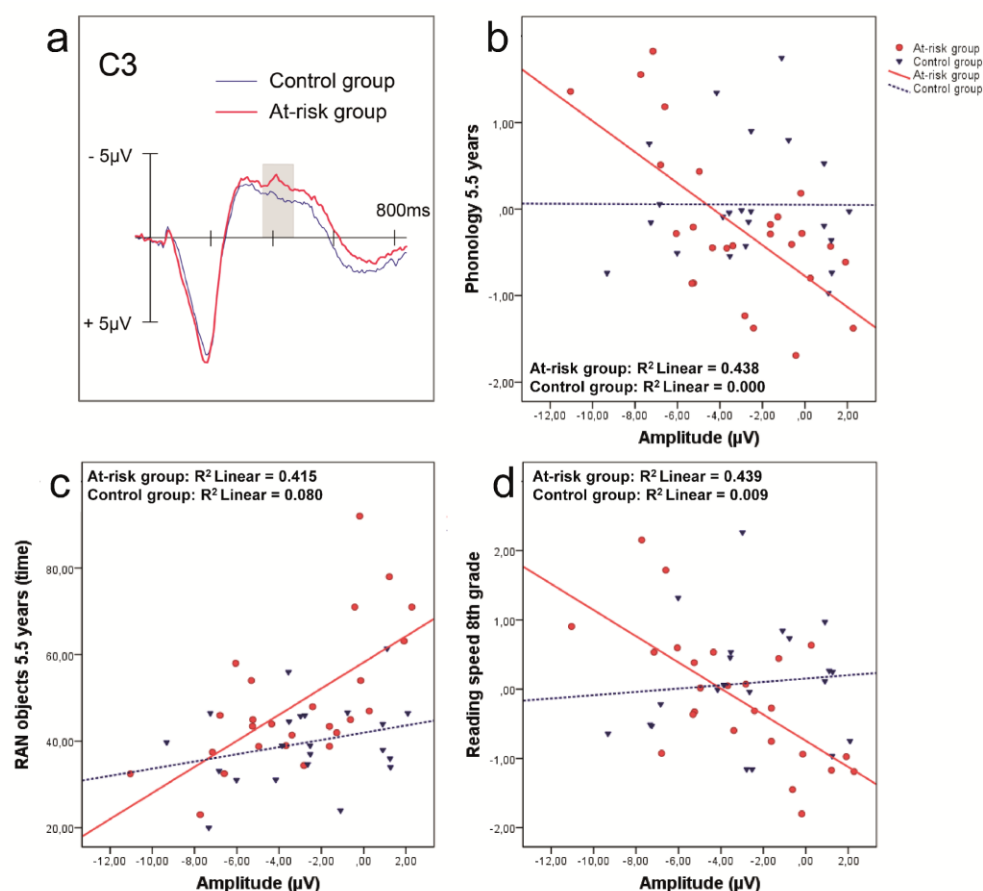 a
C3
Control group
At-risk group
- 5µV
800ms
+ 5µV
b
At-risk group
Control group
At-risk group
Control group
Phonology 5.5 years
1,00
,00
-1,00
-2,00
At-risk group: R² Linear = 0.438
Control group: R² Linear = 0.000
-12,00 -10,00 -8,00 -6,00 -4,00 -2,00 ,00 2,00
Amplitude (µV)
c
At-risk group: R² Linear = 0.415
Control group: R² Linear = 0.080
RAN objects 5.5 years (time)
80,00
60,00
40,00
20,00
-12,00 -10,00 -8,00 -6,00 -4,00 -2,00 ,00 2,00
Amplitude (µV)
d
At-risk group: R² Linear = 0.439
Control group: R² Linear = 0.009
Reading speed 8th grade
2,00
1,00
,00
-1,00
-2,00
-12,00 -10,00 -8,00 -6,00 -4,00 -2,00 ,00 2,00
Amplitude (µV)